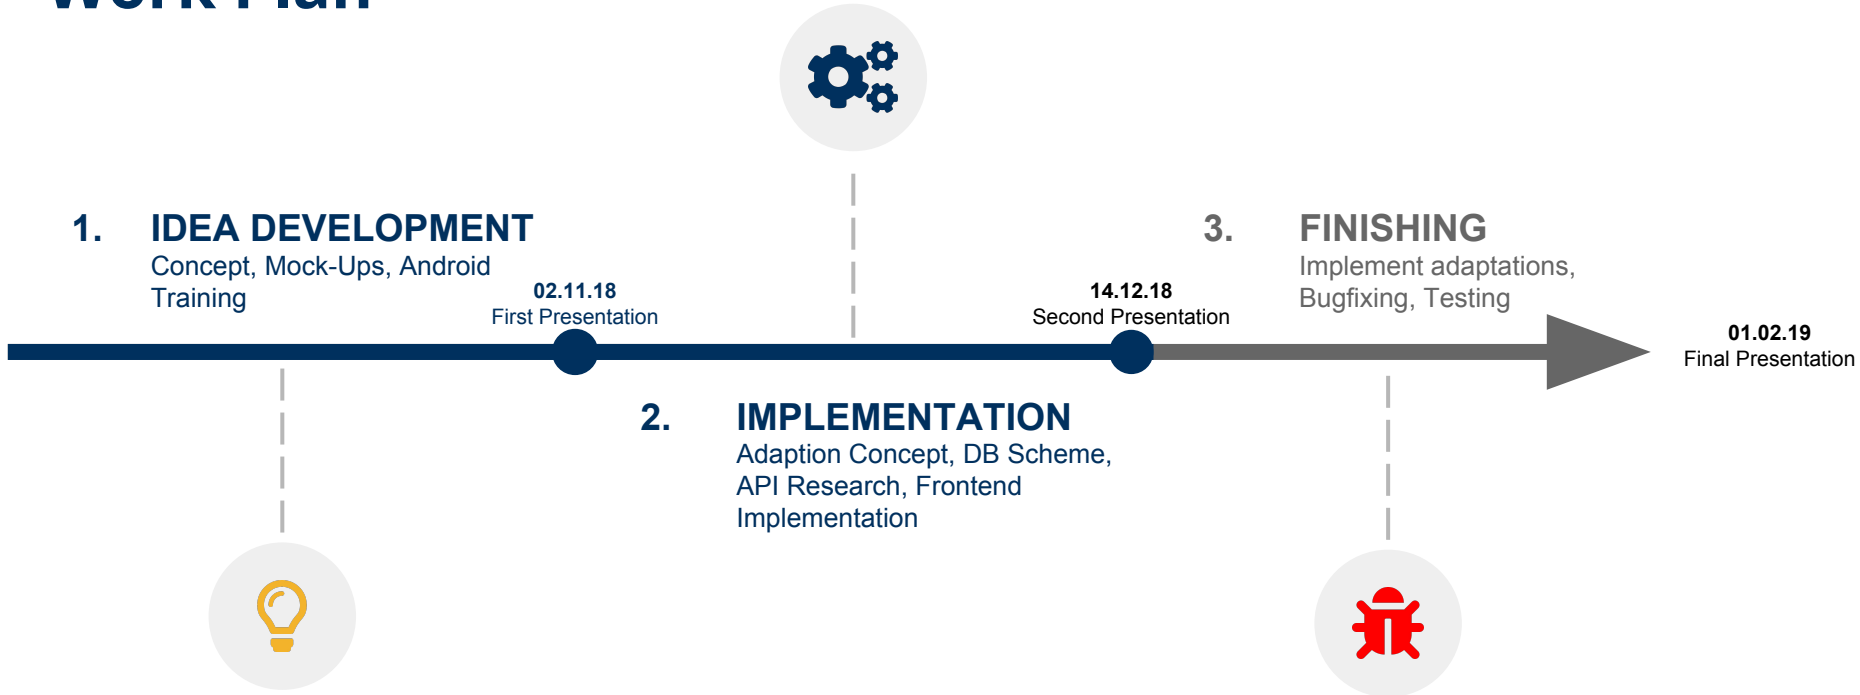 Work Plan
1. IDEA DEVELOPMENT
Concept, Mock-Ups, Android
Training
02.11.18
First Presentation
2. IMPLEMENTATION
Adaption Concept, DB Scheme,
API Research, Frontend
Implementation
14.12.18
Second Presentation
3. FINISHING
Implement adaptations,
Bugfixing, Testing
01.02.19
Final Presentation